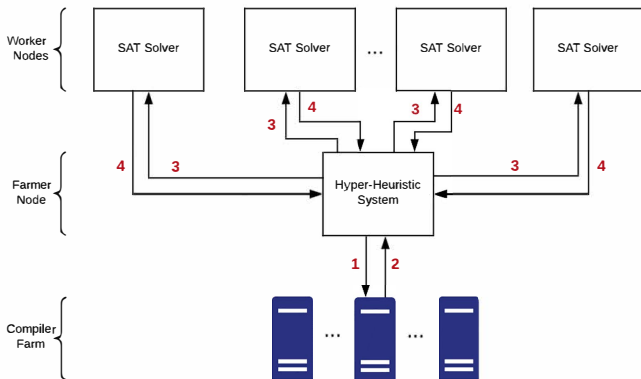 Worker
Nodes
SAT Solver
SAT Solver
...
SAT Solver
SAT Solver
3
4
3
4
4
3
3
4
Farmer
Node
Hyper-Heuristic
System
1
2
Compiler
Farm
...
...